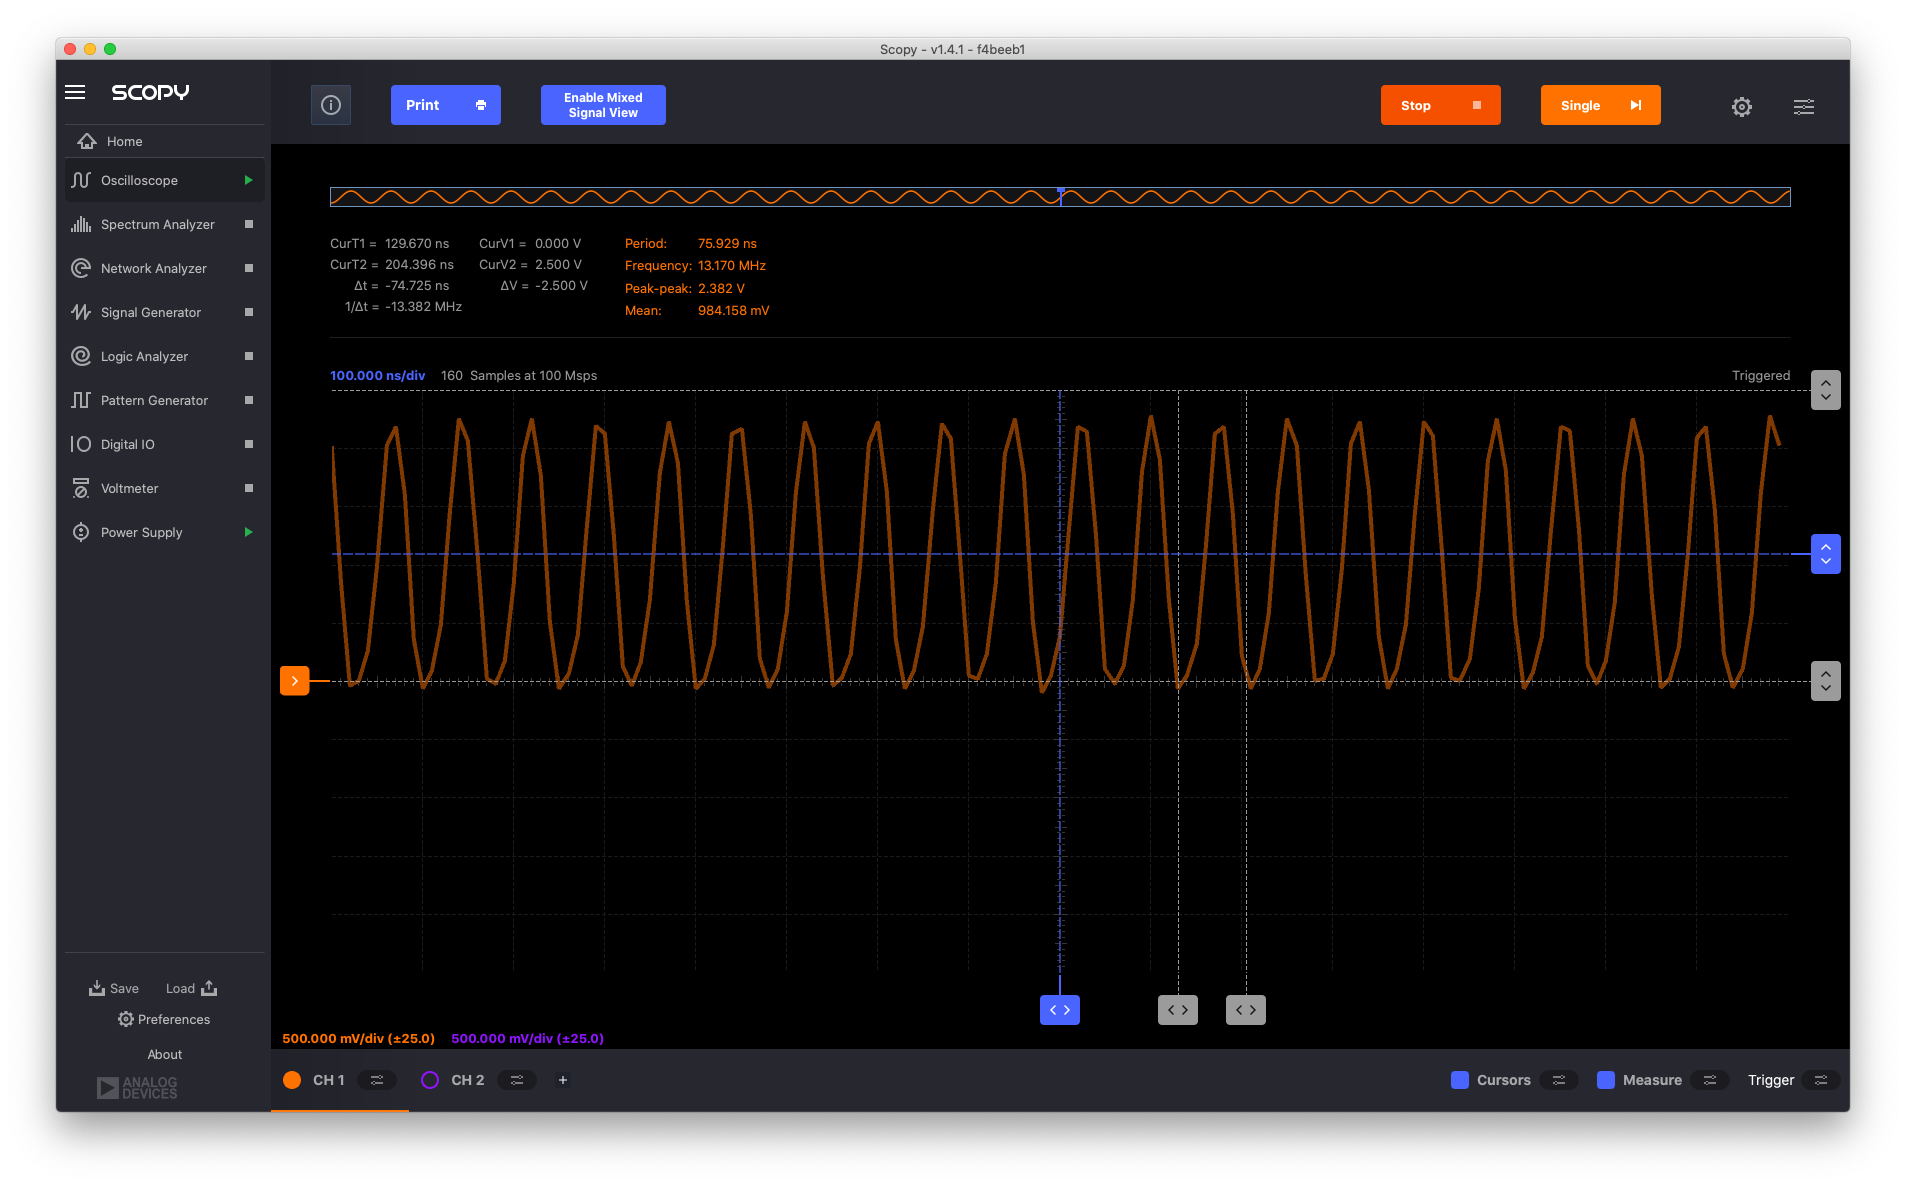 Scopy - v1.4.1 - f4beeb1
SCOPY
Print
Enable Mixed
Signal View
Stop
Single
Home
Oscilloscope
Spectrum Analyzer
Network Analyzer
Signal Generator
Logic Analyzer
Pattern Generator
Digital IO
Voltmeter
Power Supply
CurT1 = 129.670 ns CurV1 = 0.000 V Period: 75.929 ns
CurT2 = 204.396 ns CurV2 = 2.500 V Frequency: 13.170 MHz
Δt = -74.725 ns ΔV = -2.500 V Peak-peak: 2.382 V
1/Δt = -13.382 MHz Mean: 984.158 mV
100.000 ns/div 160 Samples at 100 Msps Triggered
Save Load
Preferences
About
ANALOG
DEVICES
500.000 mV/div (±25.0) 500.000 mV/div (±25.0)
CH 1 CH 2 + Cursors Measure Trigger